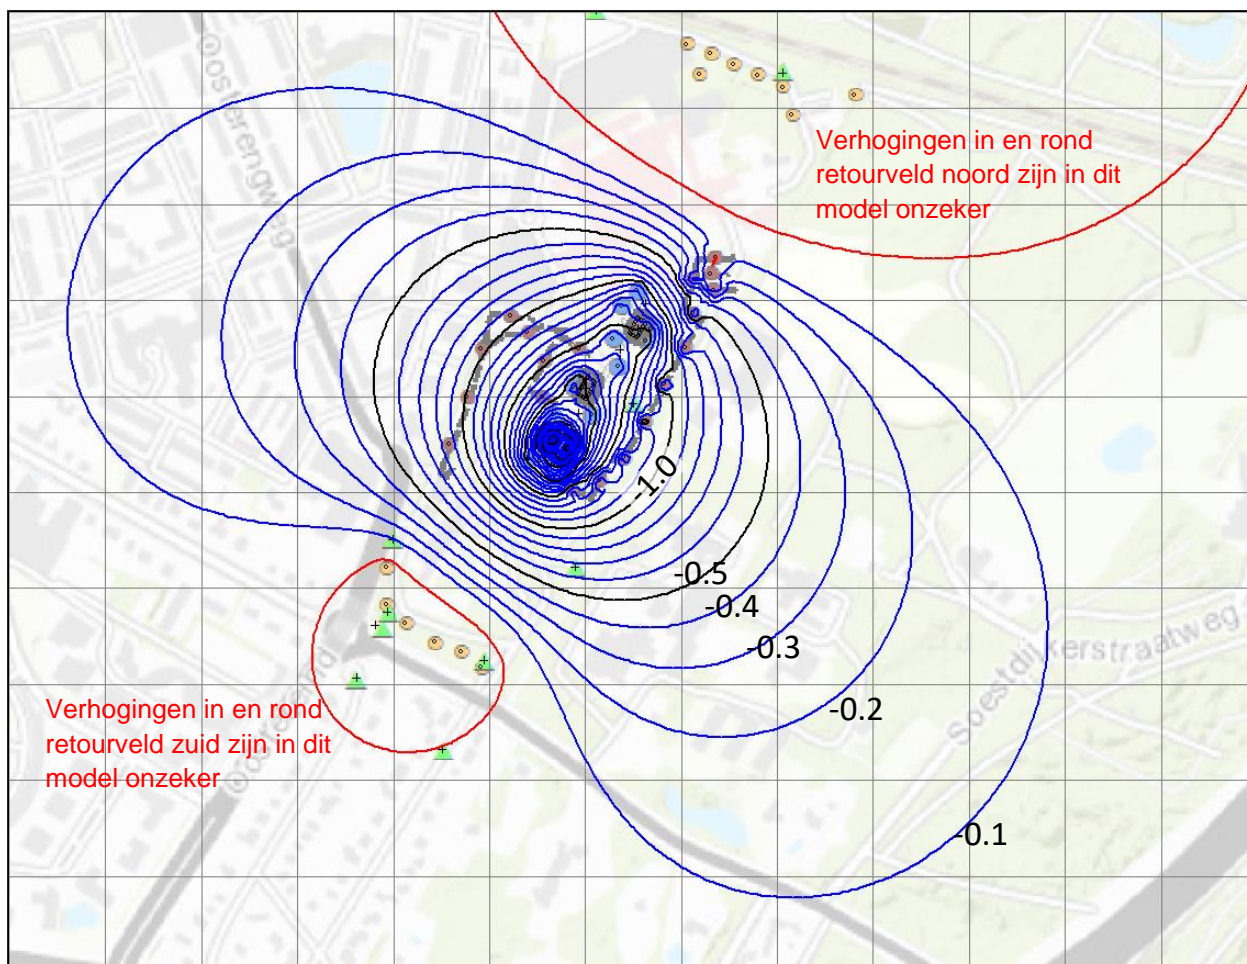 Oosterengweg
Verhogingen in en rond
retourveld noord zijn in dit
model onzeker
-1.0
-0.5
-0.4
-0.3
-0.2
-0.1
Soestdijkerstraatweg
Verhogingen in en rond
retourveld zuid zijn in dit
model onzeker